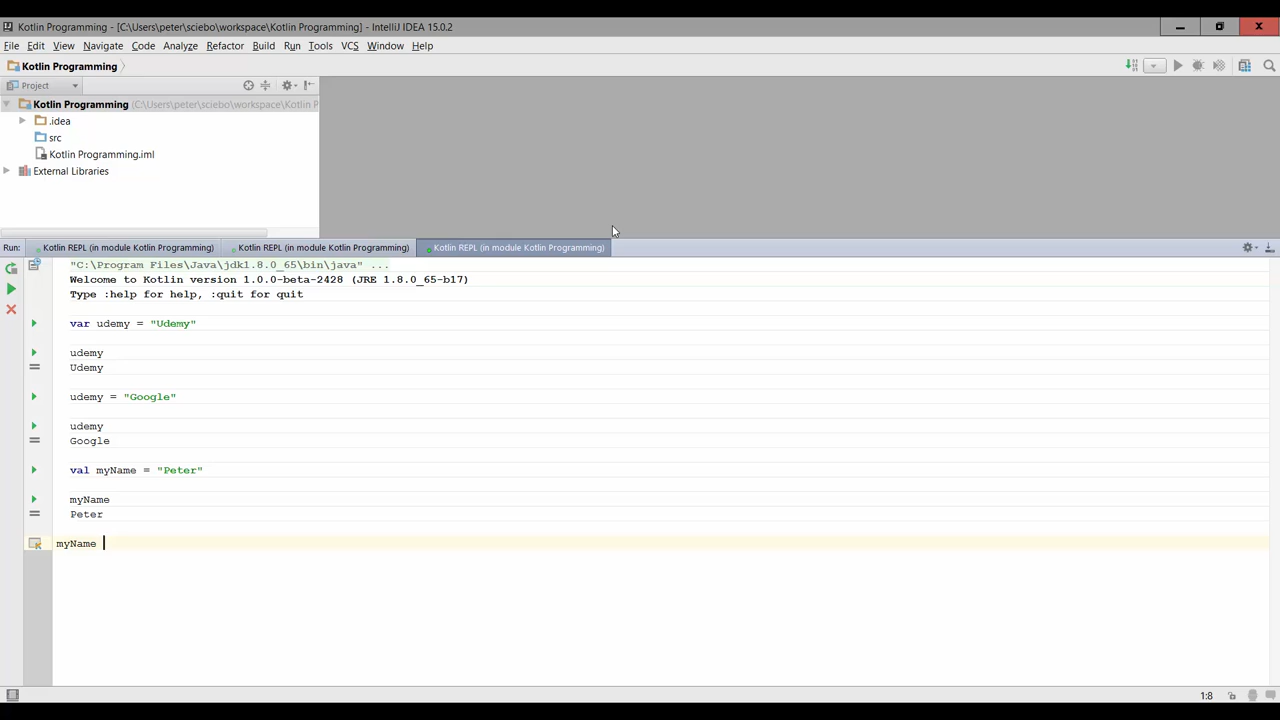 Kotlin Programming - [C:\Users\peter\sciebo\workspace\Kotlin Programming] - IntelliJ IDEA 15.0.2
File Edit View Navigate Code Analyze Refactor Build Run Tools VCS Window Help
Kotlin Programming
Project
Kotlin Programming (C:\Users\peter\sciebo\workspace\Kotlin P
.idea
src
Kotlin Programming.iml
External Libraries
Run: Kotlin REPL (in module Kotlin Programming) Kotlin REPL (in module Kotlin Programming) Kotlin REPL (in module Kotlin Programming)
"C:\Program Files\Java\jdk1.8.0_65\bin\java" ...
Welcome to Kotlin version 1.0.0-beta-2428 (JRE 1.8.0_65-b17)
Type :help for help, :quit for quit
var udemy = "Udemy"
udemy
Udemy
udemy = "Google"
udemy
Google
val myName = "Peter"
myName
Peter
myName
1:8